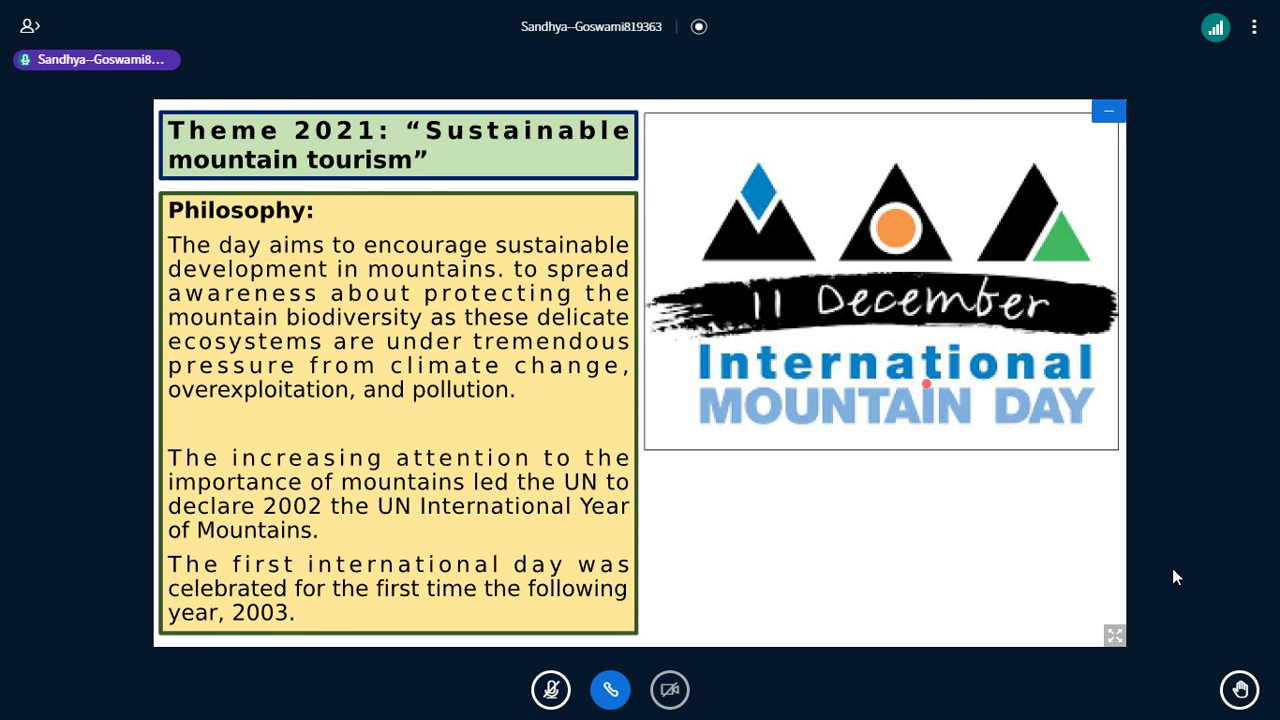 Sandhya--Goswami819363
Sandhya--Goswami8...
Theme 2021: “Sustainable
mountain tourism”
Philosophy:
The day aims to encourage sustainable
development in mountains. to spread
awareness about protecting the
mountain biodiversity as these delicate
ecosystems are under tremendous
pressure from climate change,
overexploitation, and pollution.
The increasing attention to the
importance of mountains led the UN to
declare 2002 the UN International Year
of Mountains.
The first international day was
celebrated for the first time the following
year, 2003.
11 December
International
MOUNTAIN DAY